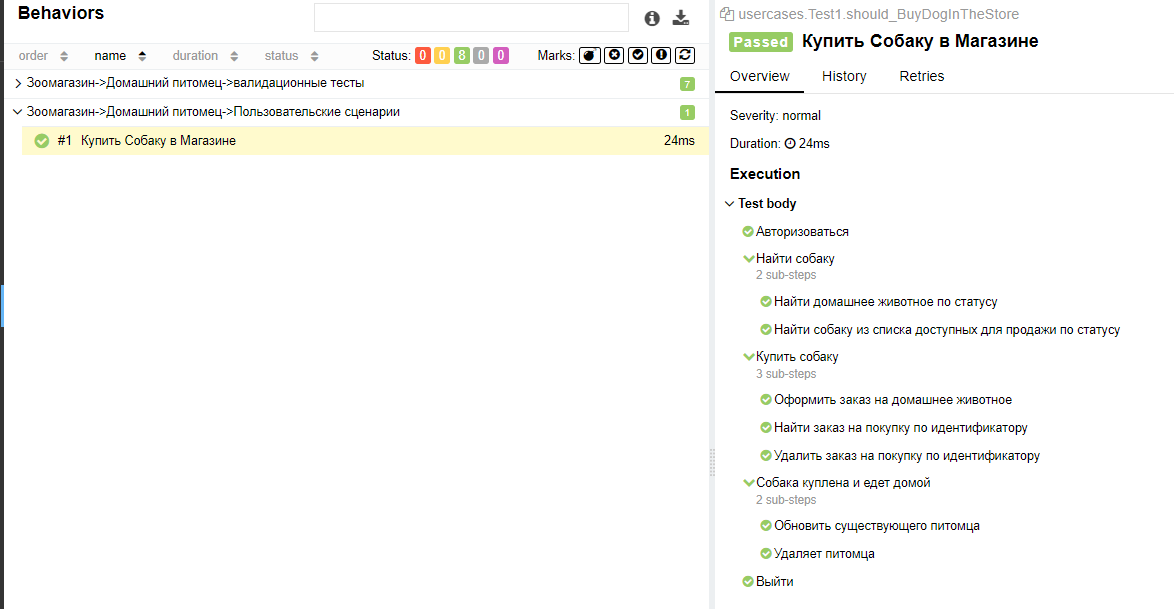 Behaviors
order name duration status Status: 0 0 8 0 0 Marks:
Зоомагазин->Домашний питомец->валидационные тесты 7
Зоомагазин->Домашний питомец->Пользовательские сценарии 1
#1 Купить Собаку в Магазине 24ms
usercases.Test1.should_BuyDogInTheStore
Passed Купить Собаку в Магазине
Overview History Retries
Severity: normal
Duration: 24ms
Execution
Test body
Авторизоваться
Найти собаку
2 sub-steps
Найти домашнее животное по статусу
Найти собаку из списка доступных для продажи по статусу
Купить собаку
3 sub-steps
Оформить заказ на домашнее животное
Найти заказ на покупку по идентификатору
Удалить заказ на покупку по идентификатору
Собака куплена и едет домой
2 sub-steps
Обновить существующего питомца
Удаляет питомца
Выйти